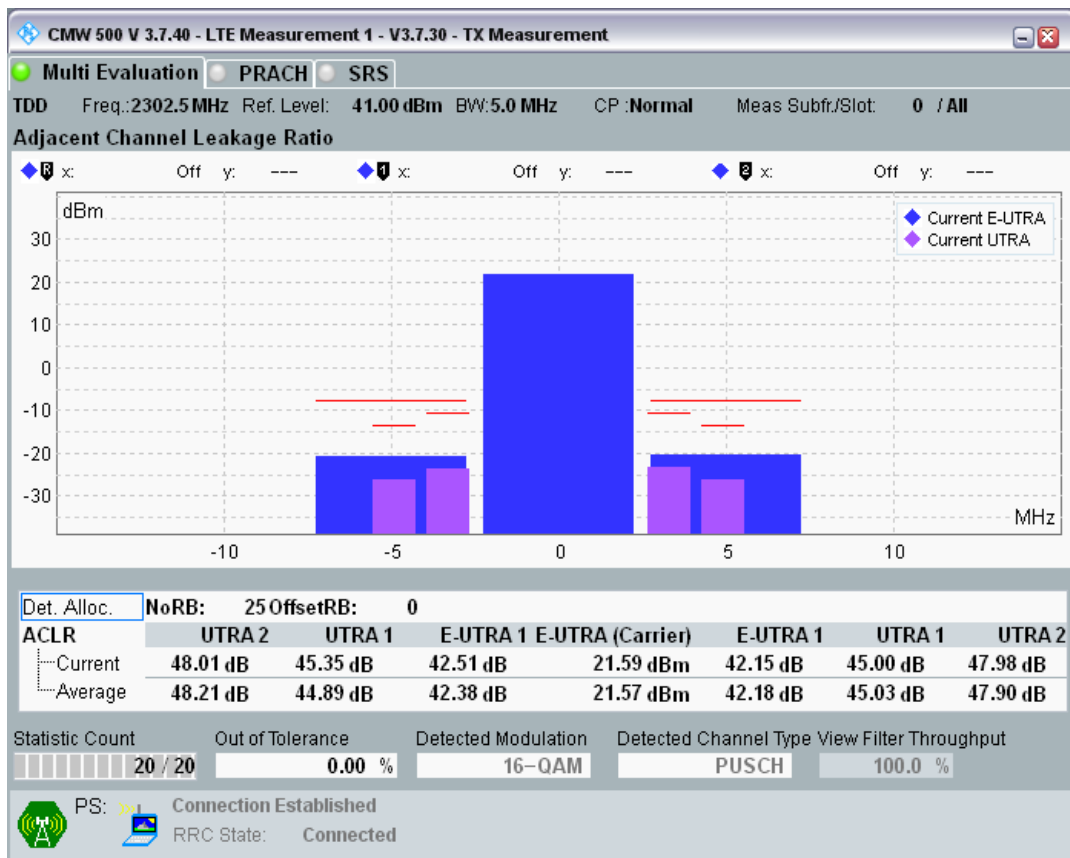 CMW 500 V 3.7.40 - LTE Measurement 1 - V3.7.30 - TX Measurement
Multi Evaluation PRACH SRS
TDD Freq.:2302.5 MHz Ref. Level: 41.00 dBm BW:5.0 MHz CP :Normal Meas Subfr./Slot: 0 / All
Adjacent Channel Leakage Ratio
R x: Off y: --- 1 x: Off y: --- 2 x: Off y: ---
dBm
Current E-UTRA
Current UTRA
30
20
10
0
-10
-20
-30
MHz
-10 -5 0 5 10
Det. Alloc. NoRB: 25 OffsetRB: 0
ACLR UTRA 2 UTRA 1 E-UTRA 1 E-UTRA (Carrier) E-UTRA 1 UTRA 1 UTRA 2
Current 48.01 dB 45.35 dB 42.51 dB 21.59 dBm 42.15 dB 45.00 dB 47.98 dB
Average 48.21 dB 44.89 dB 42.38 dB 21.57 dBm 42.18 dB 45.03 dB 47.90 dB
Statistic Count Out of Tolerance Detected Modulation Detected Channel Type View Filter Throughput
20 / 20 0.00 % 16-QAM PUSCH 100.0 %
PS: Connection Established
RRC State: Connected